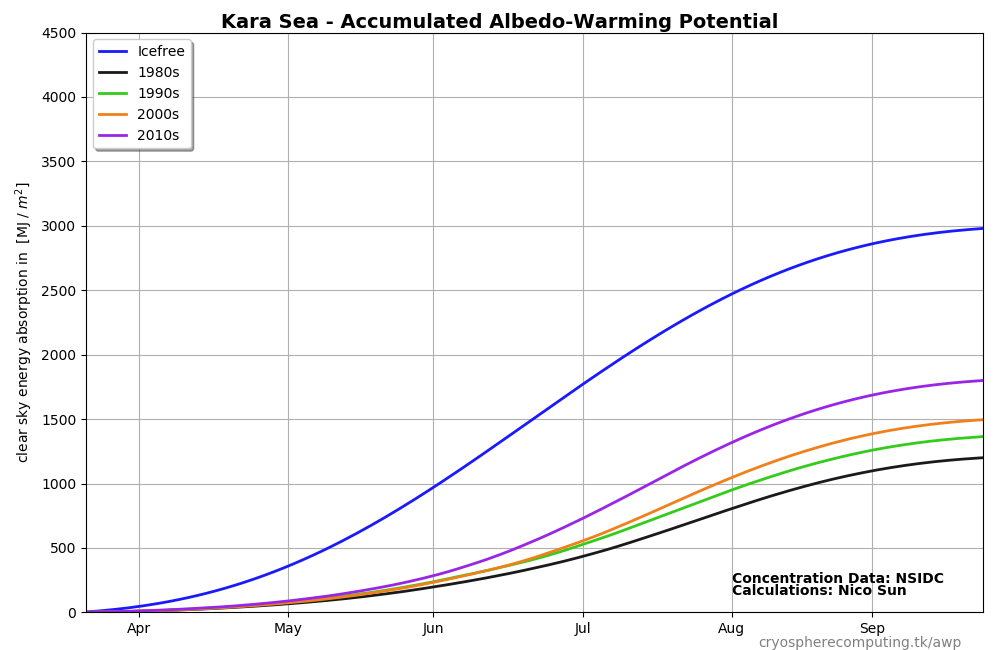 Kara Sea - Accumulated Albedo-Warming Potential
4500
4000
3500
3000
2500
2000
1500
1000
500
0
clear sky energy absorption in [MJ / m²]
Icefree
1980s
1990s
2000s
2010s
Concentration Data: NSIDC
Calculations: Nico Sun
Apr May Jun Jul Aug Sep
cryospherecomputing.tk/awp